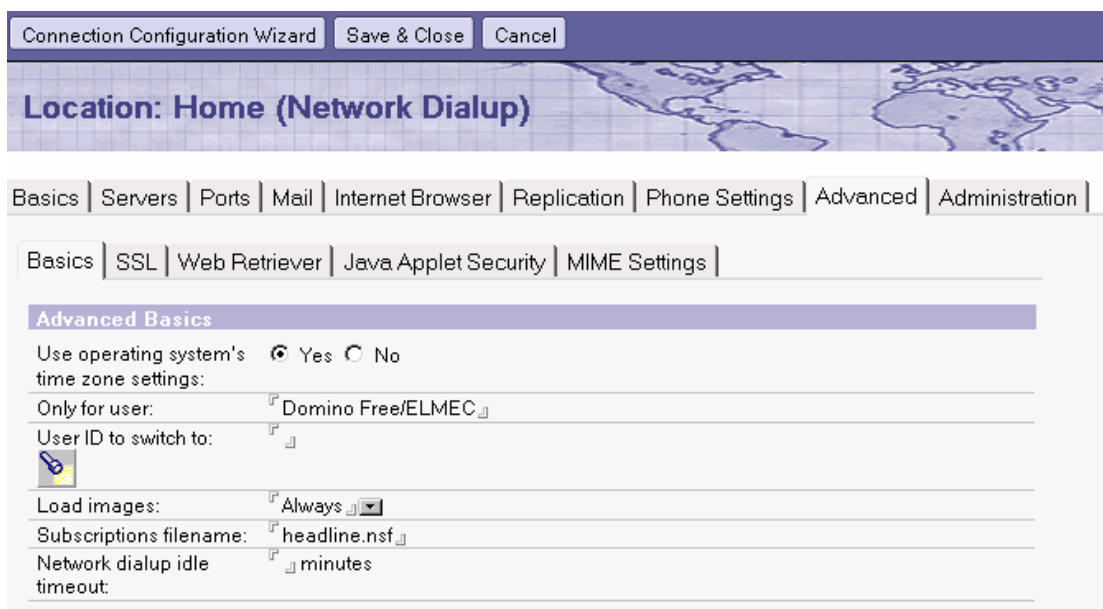 Connection Configuration Wizard Save & Close Cancel
Location: Home (Network Dialup)
Basics Servers Ports Mail Internet Browser Replication Phone Settings Advanced Administration
Basics SSL Web Retriever Java Applet Security MIME Settings
Advanced Basics
Use operating system's Yes No
time zone settings:
Only for user: Domino Free/ELMEC
User ID to switch to:
Load images: Always
Subscriptions filename: headline.nsf
Network dialup idle minutes
timeout: